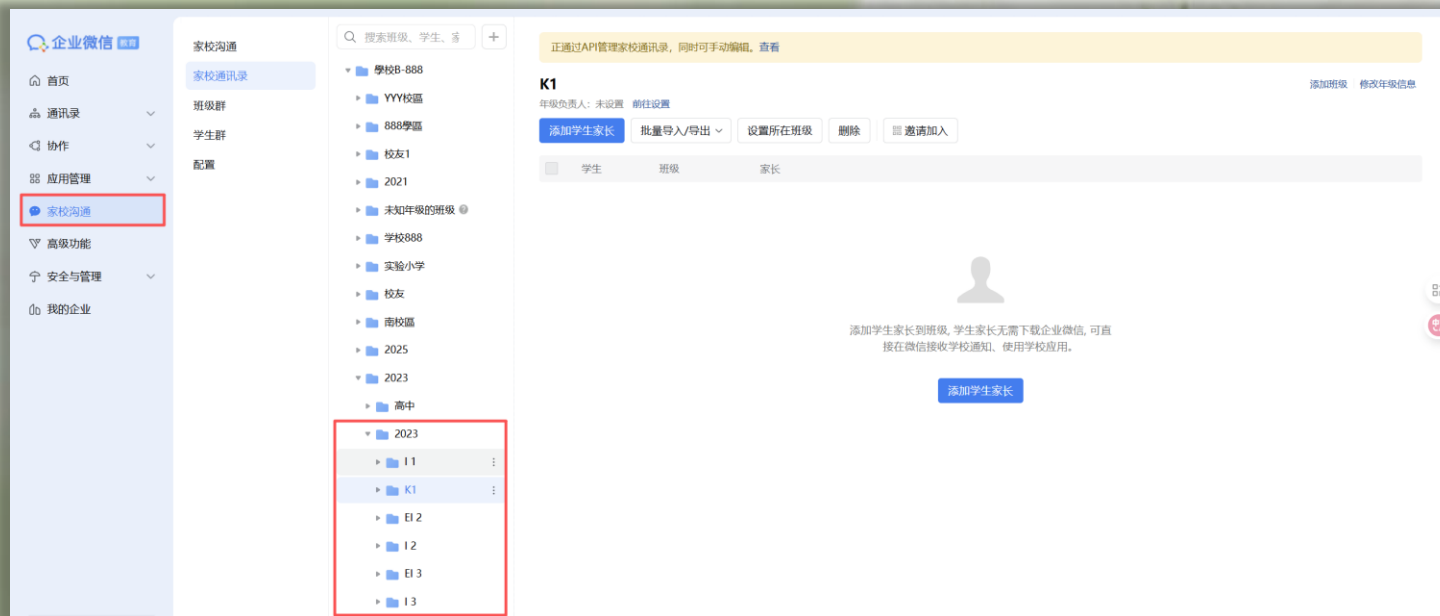 企业微信 教育
首页
通讯录
协作
应用管理
家校沟通
高级功能
安全与管理
我的企业
家校沟通
家校通讯录
班级群
学生群
配置
搜索班级、学生、家
學校B-888
YYY校區
888學區
校友1
2021
未知年级的班级
学校888
实验小学
校友
南校區
2025
2023
高中
2023
I 1
K1
EI 2
I 2
EI 3
I 3
正通过API管理家校通讯录，同时可手动编辑。查看
K1
添加班级 修改年级信息
年级负责人：未设置 前往设置
添加学生家长 批量导入/导出 设置所在班级 删除 邀请加入
学生 班级 家长
添加学生家长到班级, 学生家长无需下载企业微信, 可直
接在微信接收学校通知、使用学校应用。
添加学生家长